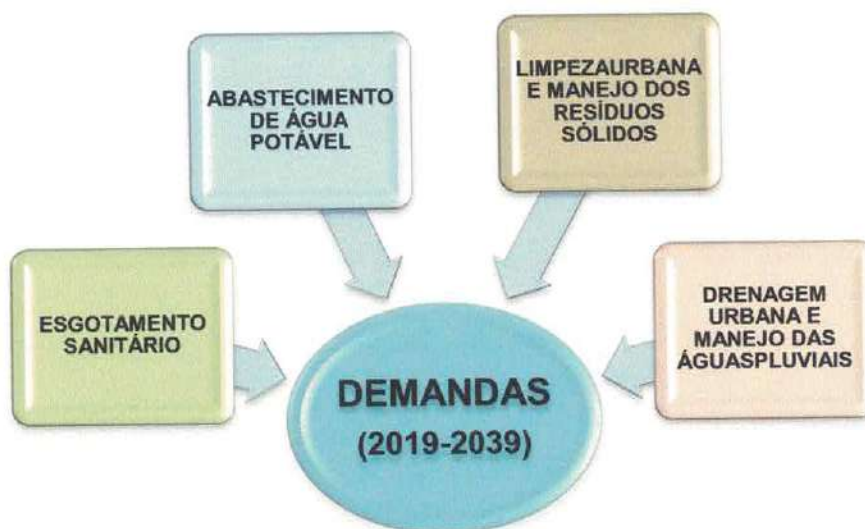 ABASTECIMENTO
DE ÁGUA
POTÁVEL
LIMPEZAURBANA
E MANEJO DOS
RESÍDUOS
SÓLIDOS
ESGOTAMENTO
SANITÁRIO
DRENAGEM
URBANA E
MANEJO DAS
ÁGUASPLUVIAIS
DEMANDAS
(2019-2039)